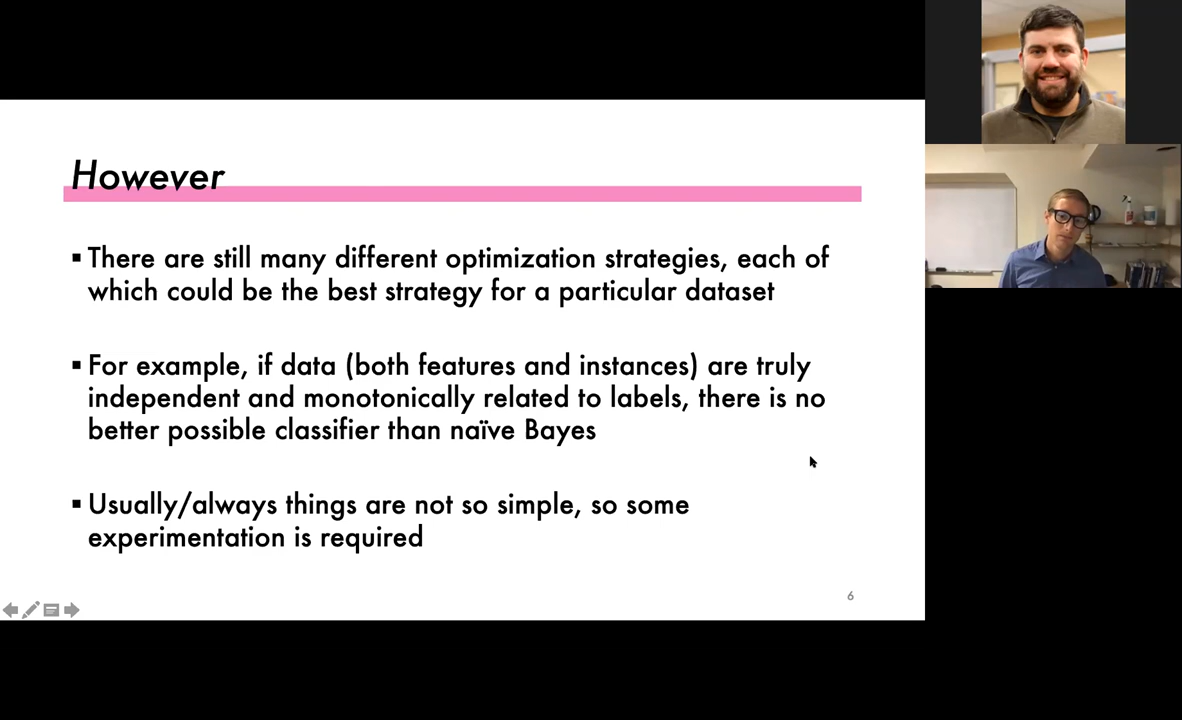 However
▪ There are still many different optimization strategies, each of
which could be the best strategy for a particular dataset
▪ For example, if data (both features and instances) are truly
independent and monotonically related to labels, there is no
better possible classifier than naïve Bayes
▪ Usually/always things are not so simple, so some
experimentation is required
6